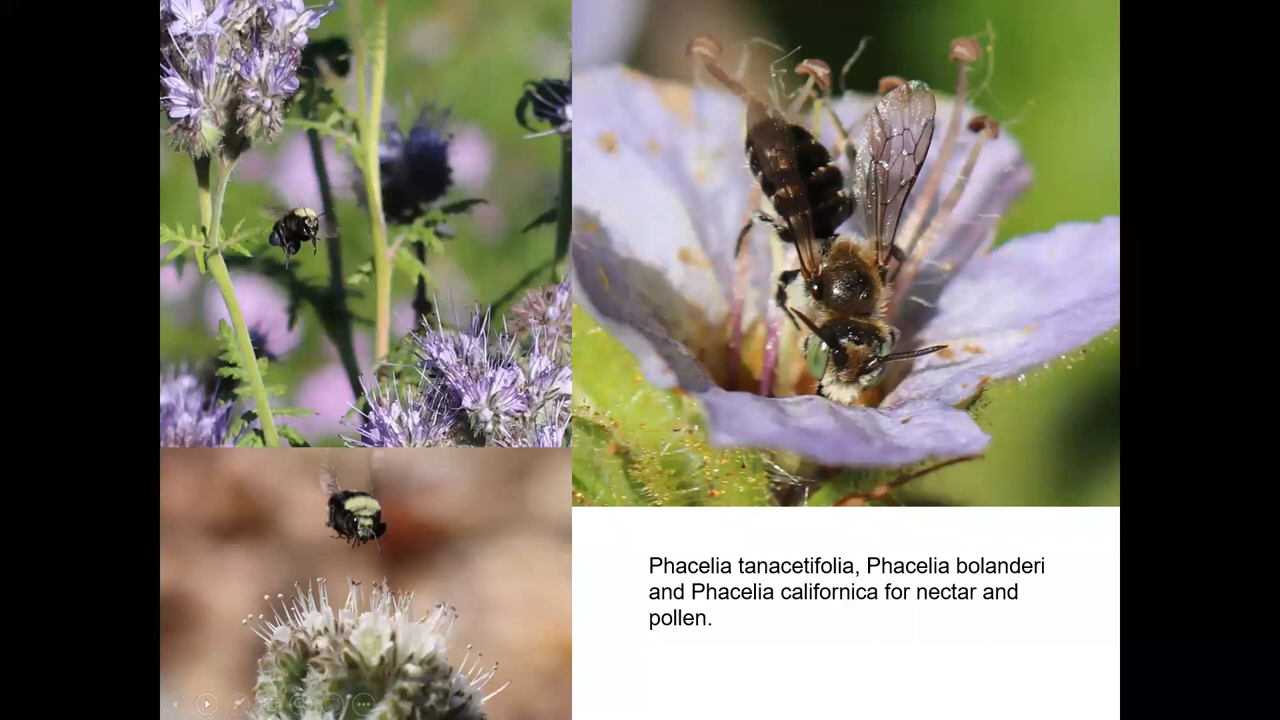 Phacelia tanacetifolia, Phacelia bolanderi
and Phacelia californica for nectar and
pollen.